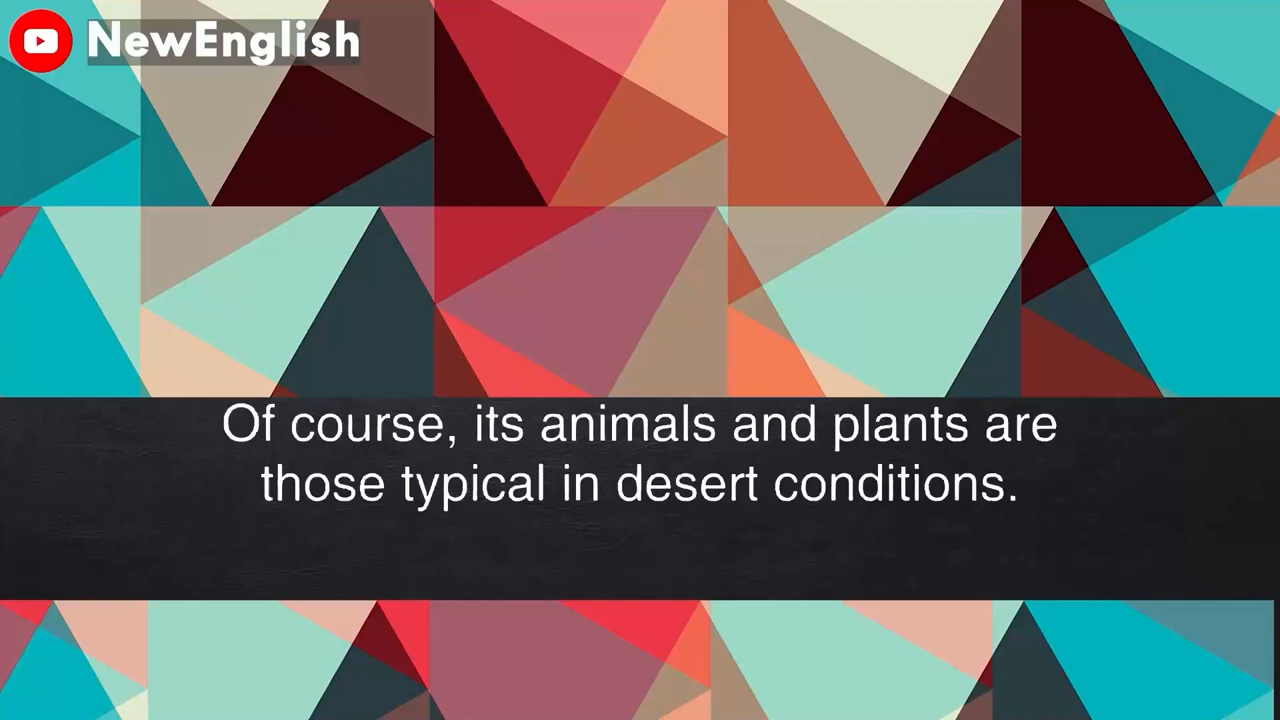 NewEnglish
Of course, its animals and plants are
those typical in desert conditions.